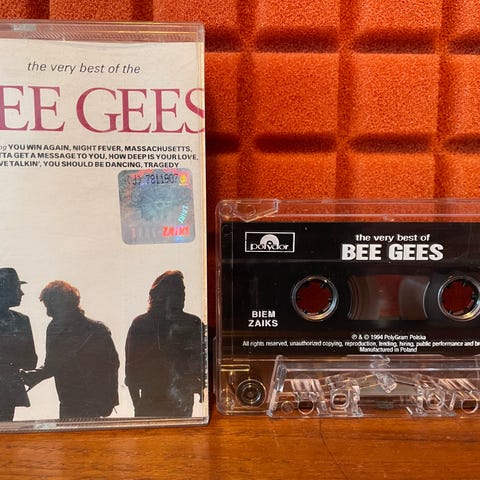 the very best of the
EE GEES
ng YOU WIN AGAIN, NIGHT FEVER, MASSACHUSETTS,
TTA GET A MESSAGE TO YOU, HOW DEEP IS YOUR LOVE,
VE TALKIN', YOU SHOULD BE DANCING, TRAGEDY
7811907
ZAIKS
polydor
the very best of
BEE GEES
BIEM
ZAIKS
℗ & © 1994 PolyGram Polska
All rights reserved, unauthorized copying, reproduction, lending, hiring, public performance and br
Manufactured in Poland